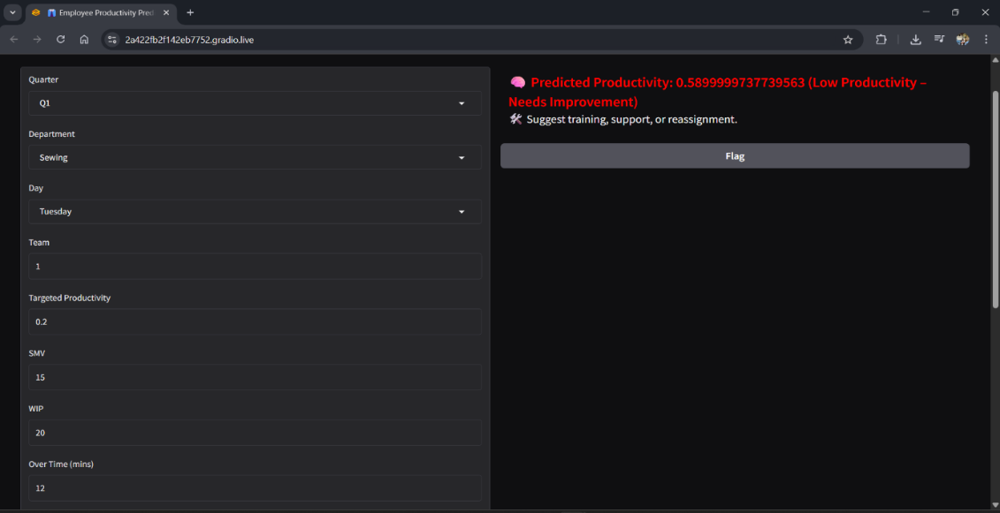 Employee Productivity Pred
2a422fb2f142eb7752.gradio.live
Quarter
Q1
Department
Sewing
Day
Tuesday
Team
1
Targeted Productivity
0.2
SMV
15
WIP
20
Over Time (mins)
12
Predicted Productivity: 0.5899999737739563 (Low Productivity –
Needs Improvement)
Suggest training, support, or reassignment.
Flag